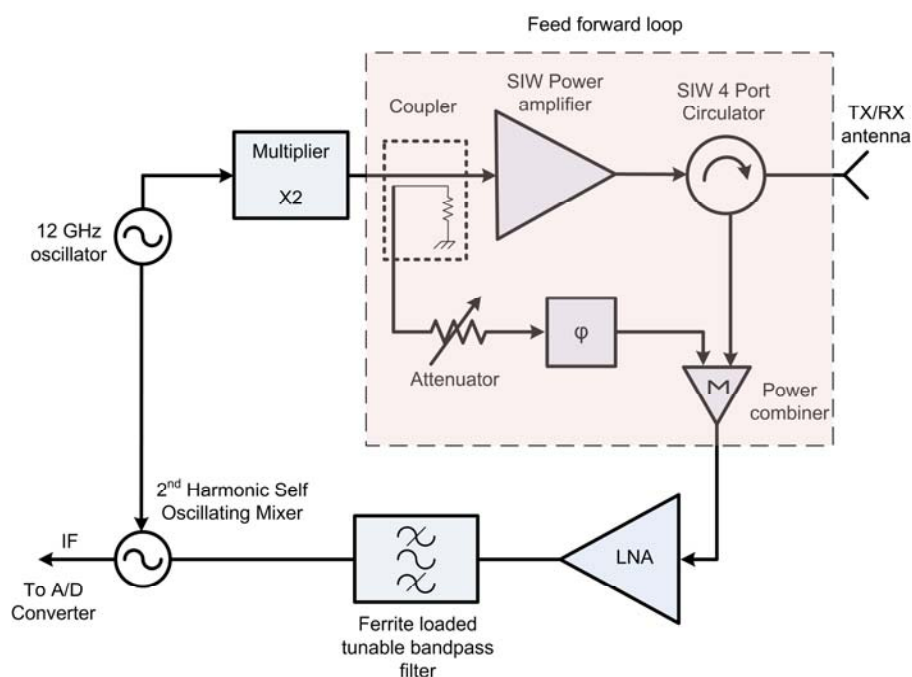 Feed forward loop
SIW Power
amplifier
SIW 4 Port
Circulator
Coupler
TX/RX
antenna
Multiplier
X2
12 GHz
oscillator
φ
Attenuator
Σ
Power
combiner
2nd Harmonic Self
Oscillating Mixer
IF
LNA
To A/D
Converter
Ferrite loaded
tunable bandpass
filter